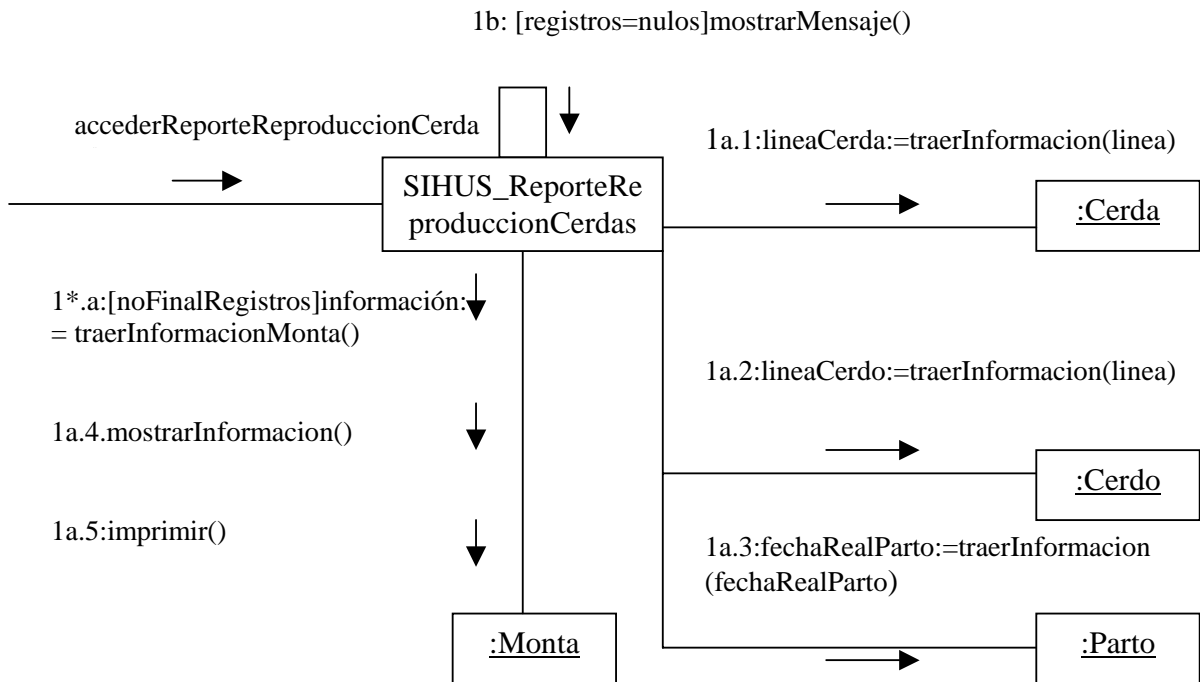 1b: [registros=nulos]mostrarMensaje()
accederReporteReproduccionCerda
1a.1:lineaCerda:=traerInformacion(linea)
SIHUS_ReporteRe
produccionCerdas
:Cerda
1*.a:[noFinalRegistros]información:
= traerInformacionMonta()
1a.2:lineaCerdo:=traerInformacion(linea)
1a.4.mostrarInformacion()
:Cerdo
1a.5:imprimir()
1a.3:fechaRealParto:=traerInformacion
(fechaRealParto)
:Monta
:Parto